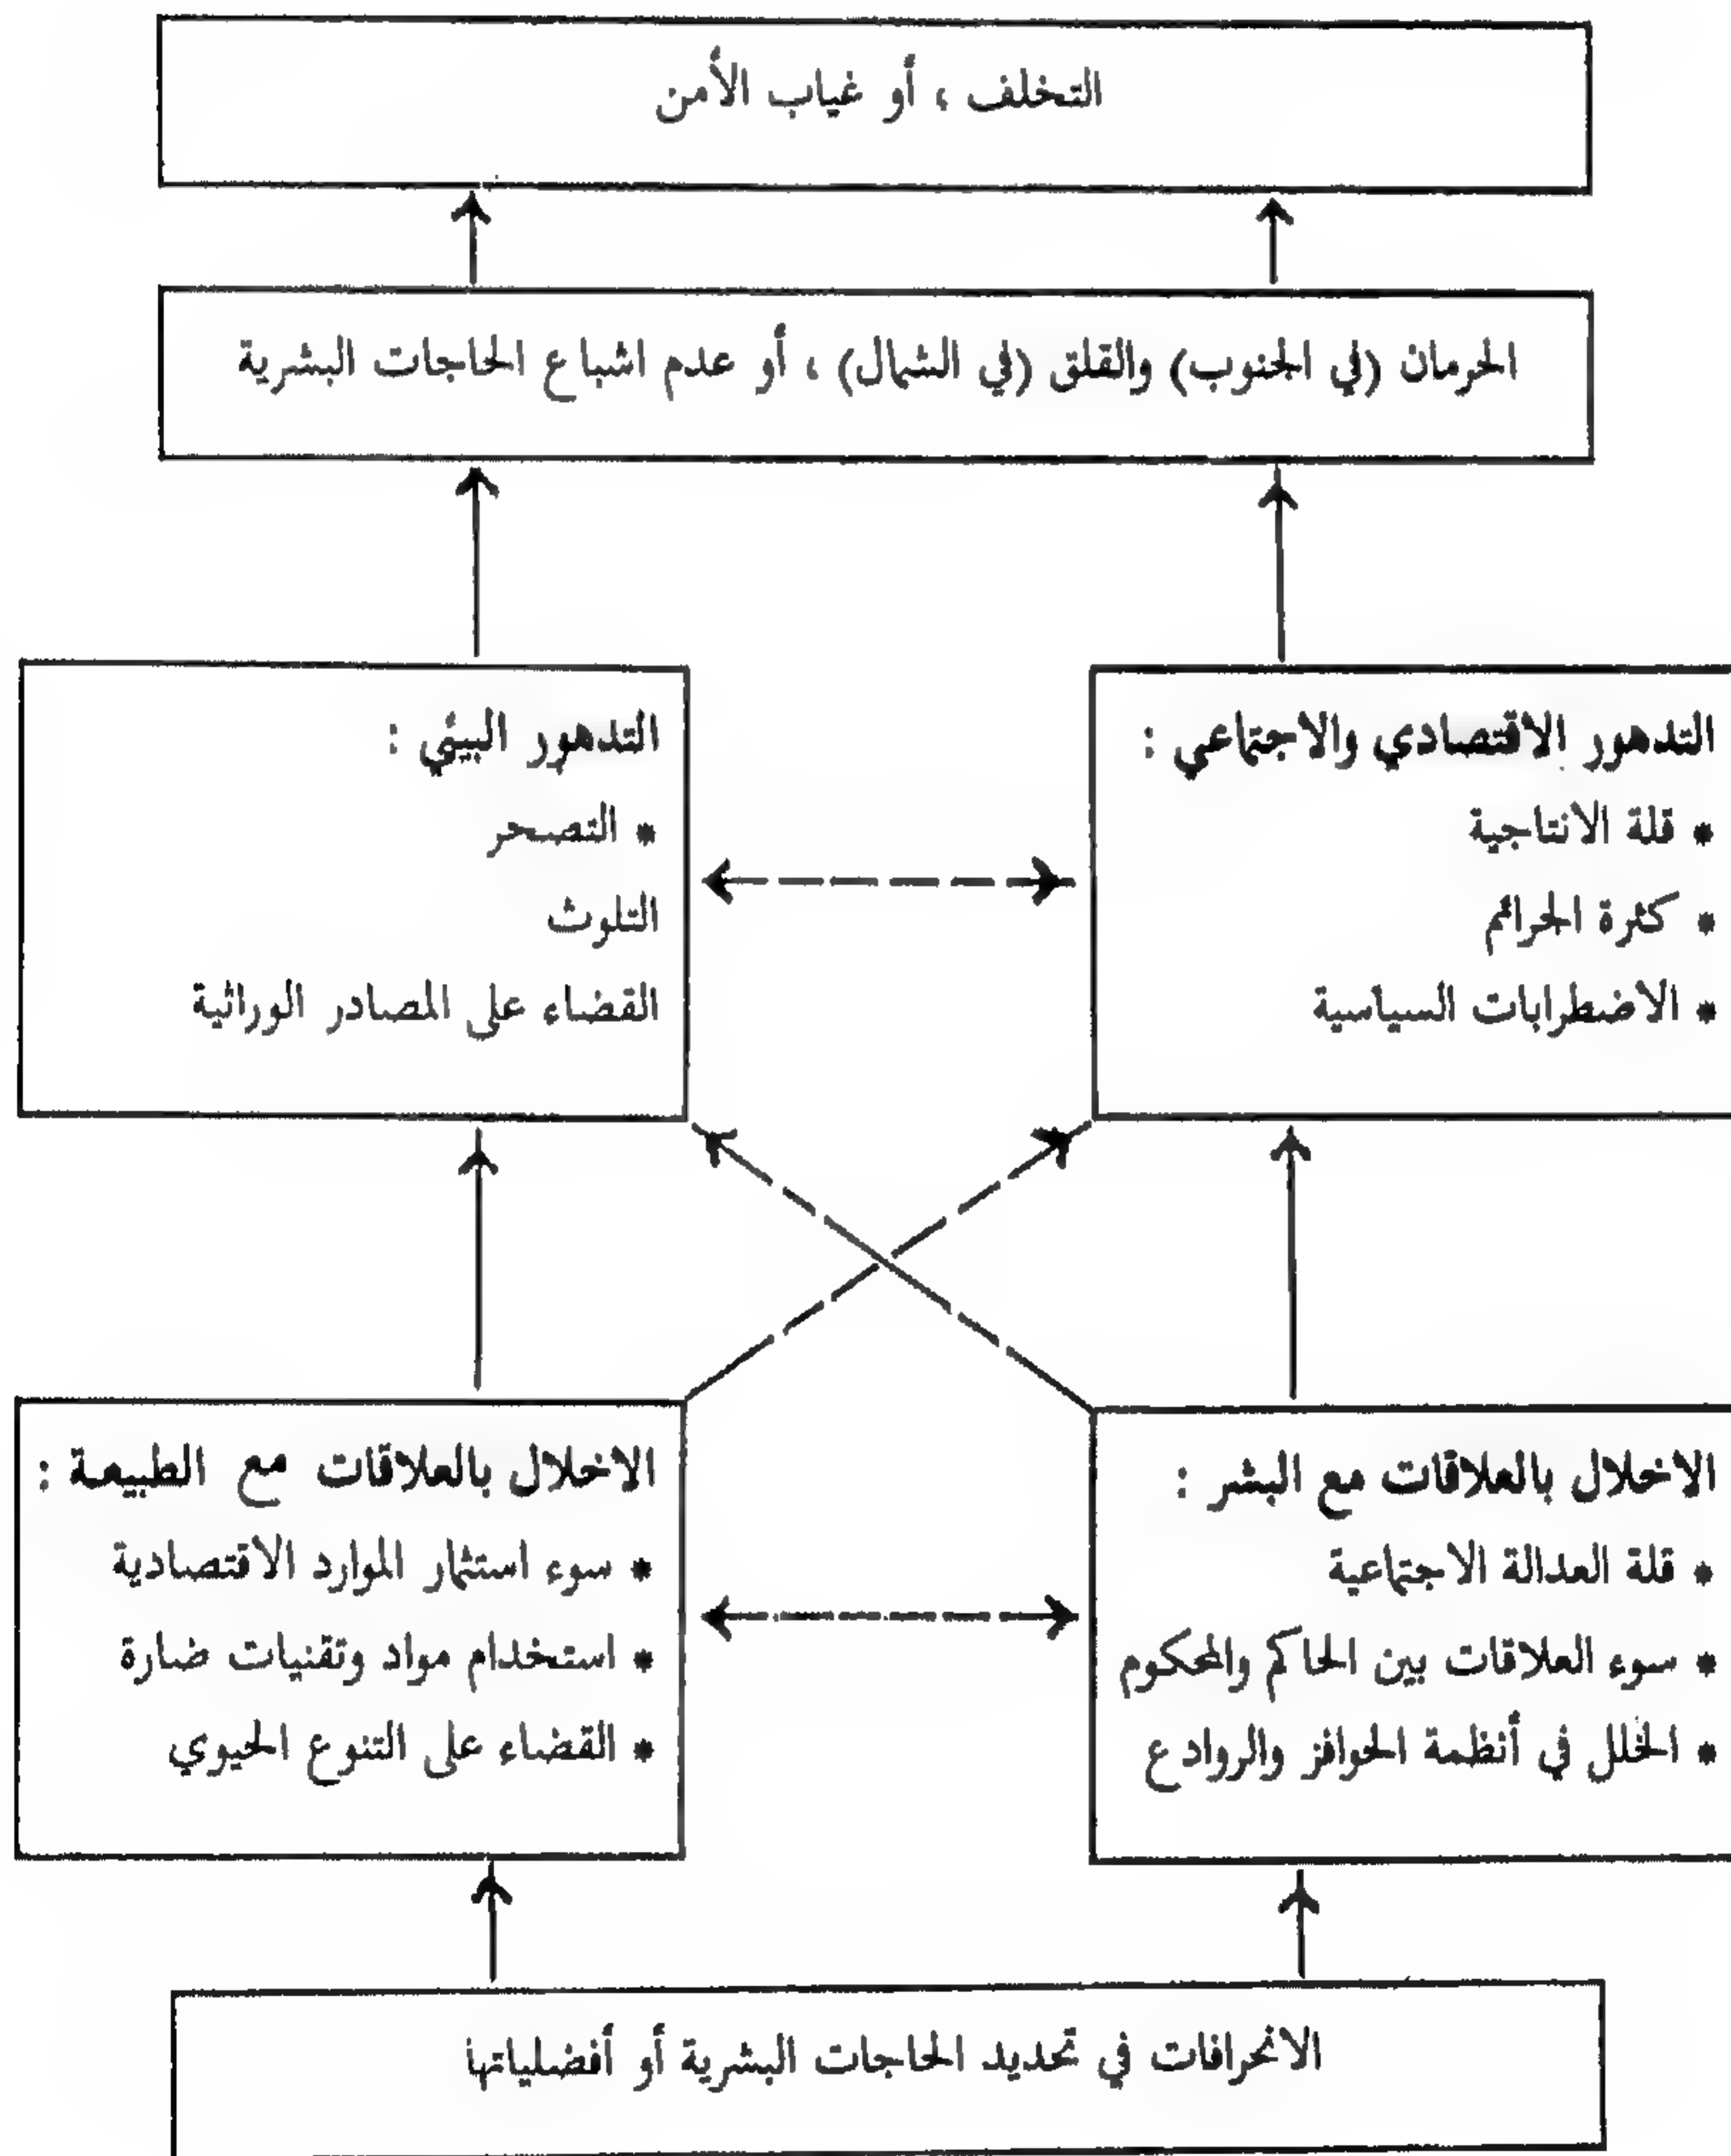 التخلف ، أو غياب الأمن
الحرمان (في الجنوب) والقلق (في الشمال) ، أو عدم اشباع الحاجات البشرية
التدهور الاقتصادي والاجتماعي :
* قلة الانتاجية
* كثرة الجرائم
* الاضطرابات السياسية
التدهور البيئي :
* التصحر
التلوث
القضاء على المصادر الوراثية
الاخلال بالعلاقات مع البشر :
* قلة العدالة الاجتماعية
* سوء العلاقات بين الحاكم والمحكوم
* الخلل في أنظمة الحوافز والروادع
الاخلال بالعلاقات مع الطبيعة :
* سوء استثمار الموارد الاقتصادية
* استخدام مواد وتقنيات ضارة
* القضاء على التنوع الحيوي
الانحرافات في تحديد الحاجات البشرية أو أفضلياتها